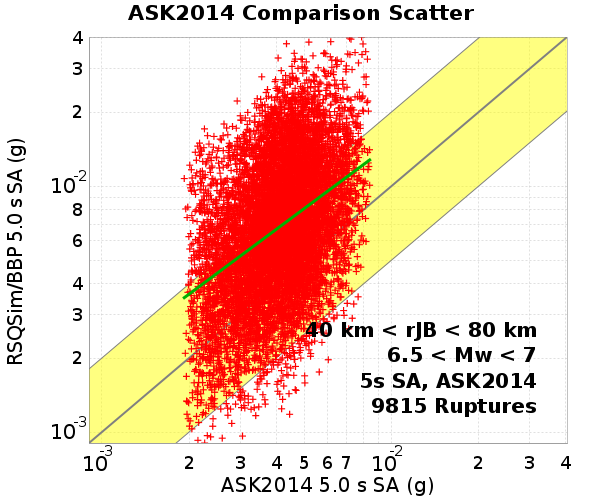 ASK2014 Comparison Scatter
RSQSim/BBP 5.0 s SA (g)
4
3
2
10-2
8
6
4
3
2
10-3
40 km < rJB < 80 km
6.5 < Mw < 7
5s SA, ASK2014
9815 Ruptures
10-3 2 3 4 5 6 7 10-2 2 3 4
ASK2014 5.0 s SA (g)